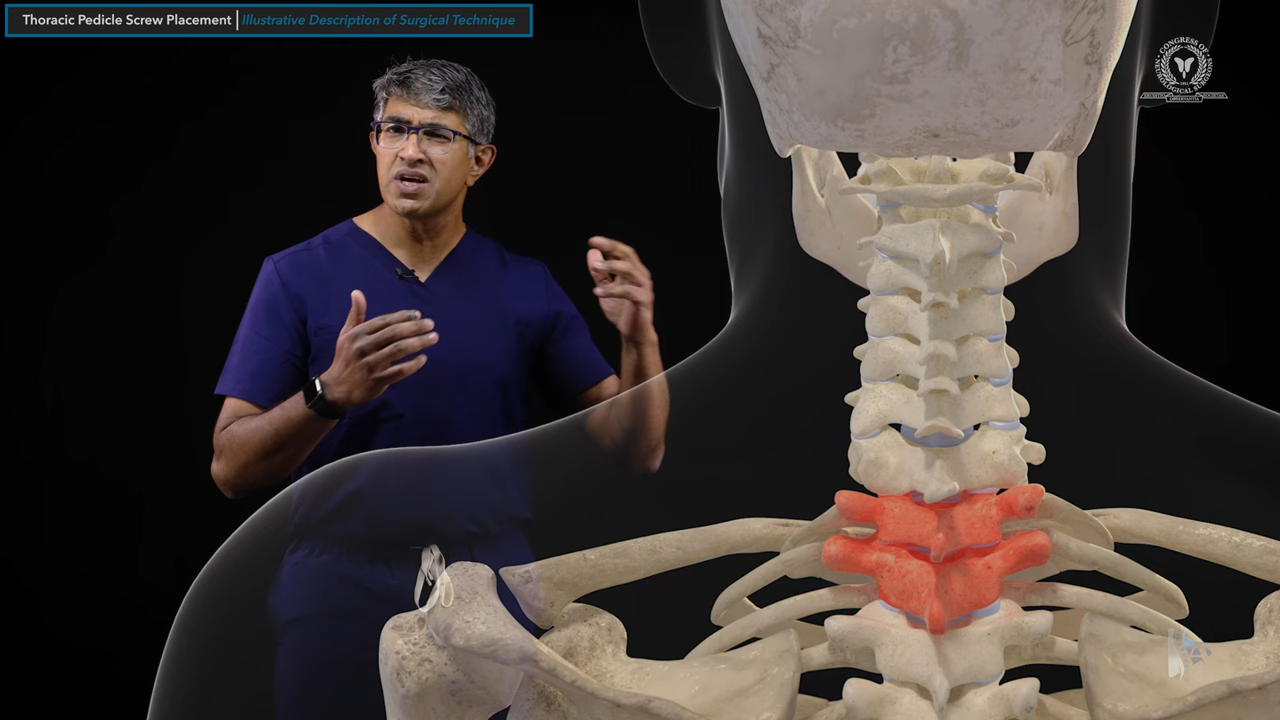 Thoracic Pedicle Screw Placement | Illustrative Description of Surgical Technique
CONGRESS OF
NEUROLOGICAL SURGEONS